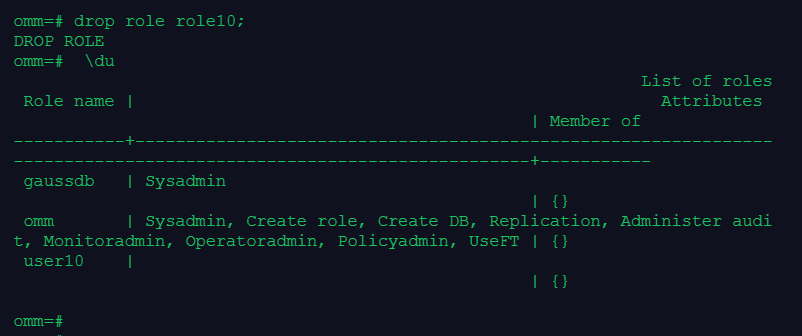 omm=# drop role role10;
DROP ROLE
omm=#  \du
                                                               List of roles
 Role name |                                                     Attributes
                                                    | Member of
-----------+----------------------------------------------------------------
----------------------------------------------------+-----------
 gaussdb   | Sysadmin
                                                    | {}
 omm       | Sysadmin, Create role, Create DB, Replication, Administer audi
t, Monitoradmin, Operatoradmin, Policyadmin, UseFT | {}
 user10    |
                                                    | {}
omm=#